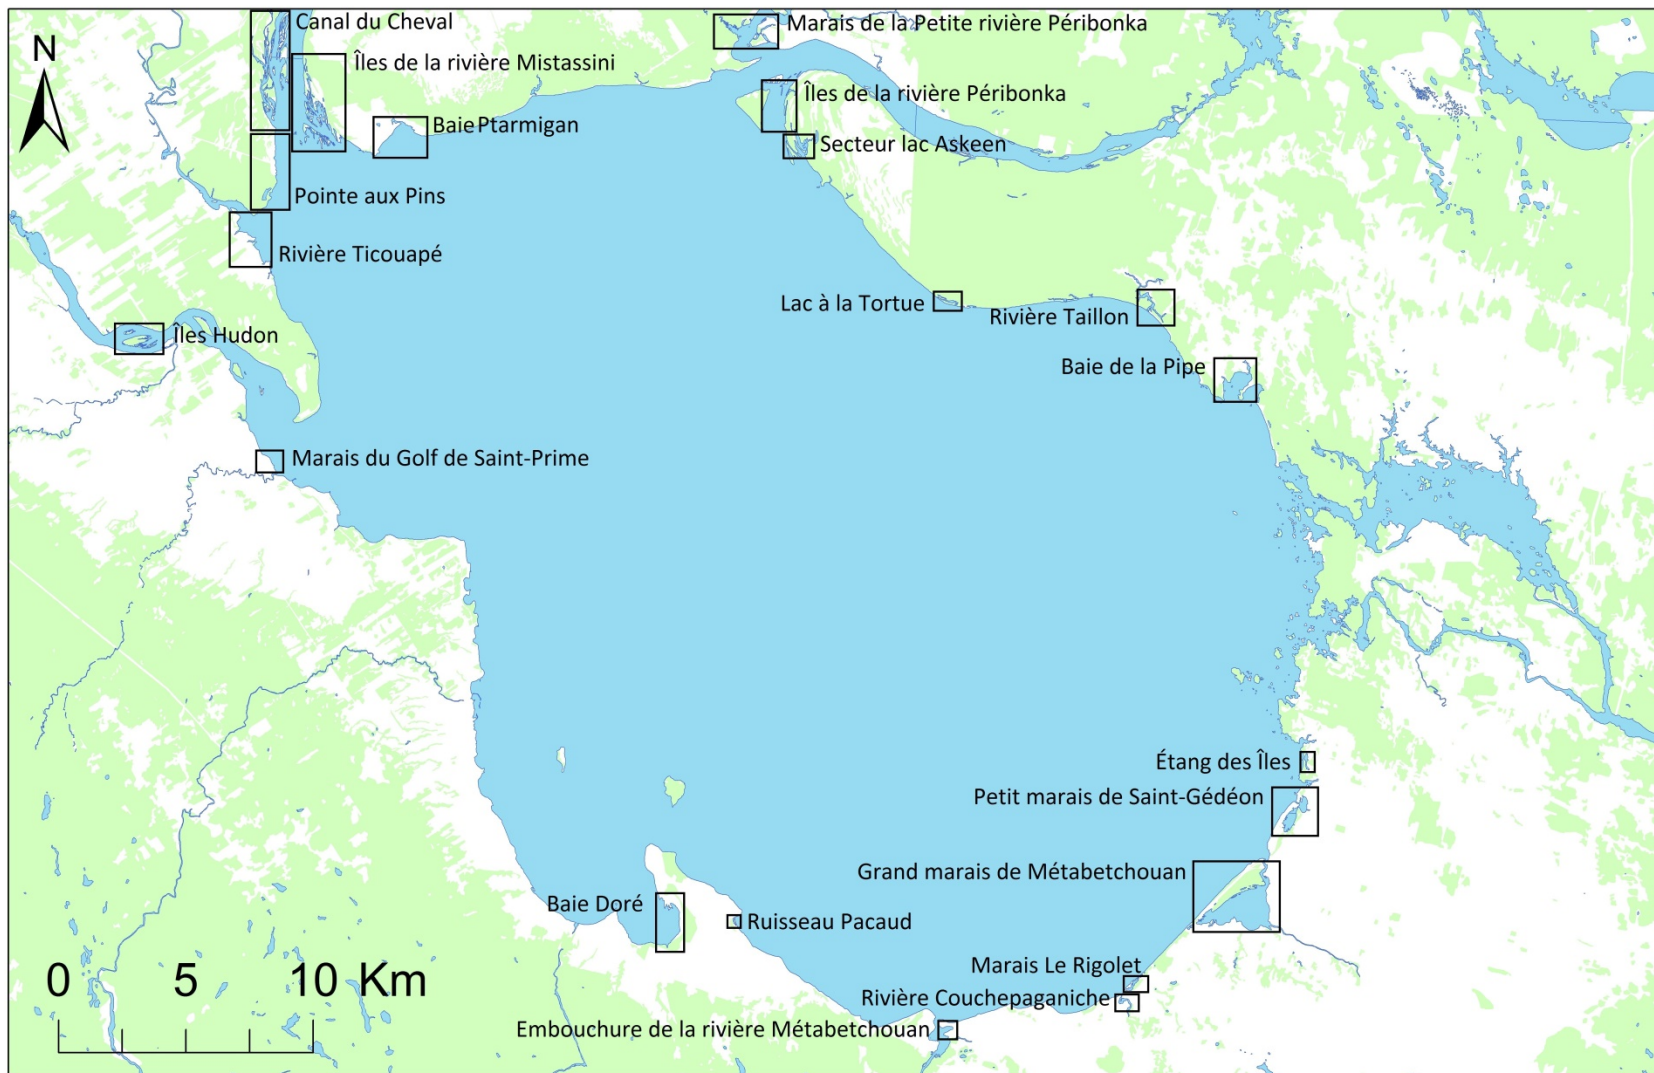 Canal du Cheval
Marais de la Petite rivière Péribonka
N
Îles de la rivière Mistassini
Îles de la rivière Péribonka
Baie Ptarmigan
Secteur lac Askeen
Pointe aux Pins
Rivière Ticouapé
Lac à la Tortue
Rivière Taillon
Îles Hudon
Baie de la Pipe
Marais du Golf de Saint-Prime
Étang des Îles
Petit marais de Saint-Gédéon
Grand marais de Métabetchouan
Baie Doré
Ruisseau Pacaud
Marais Le Rigolet
0 5 10 Km
Rivière Couchepaganiche
Embouchure de la rivière Métabetchouan